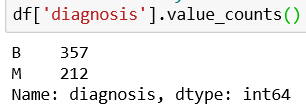 df['diagnosis'].value_counts()
B    357
M    212
Name: diagnosis, dtype: int64